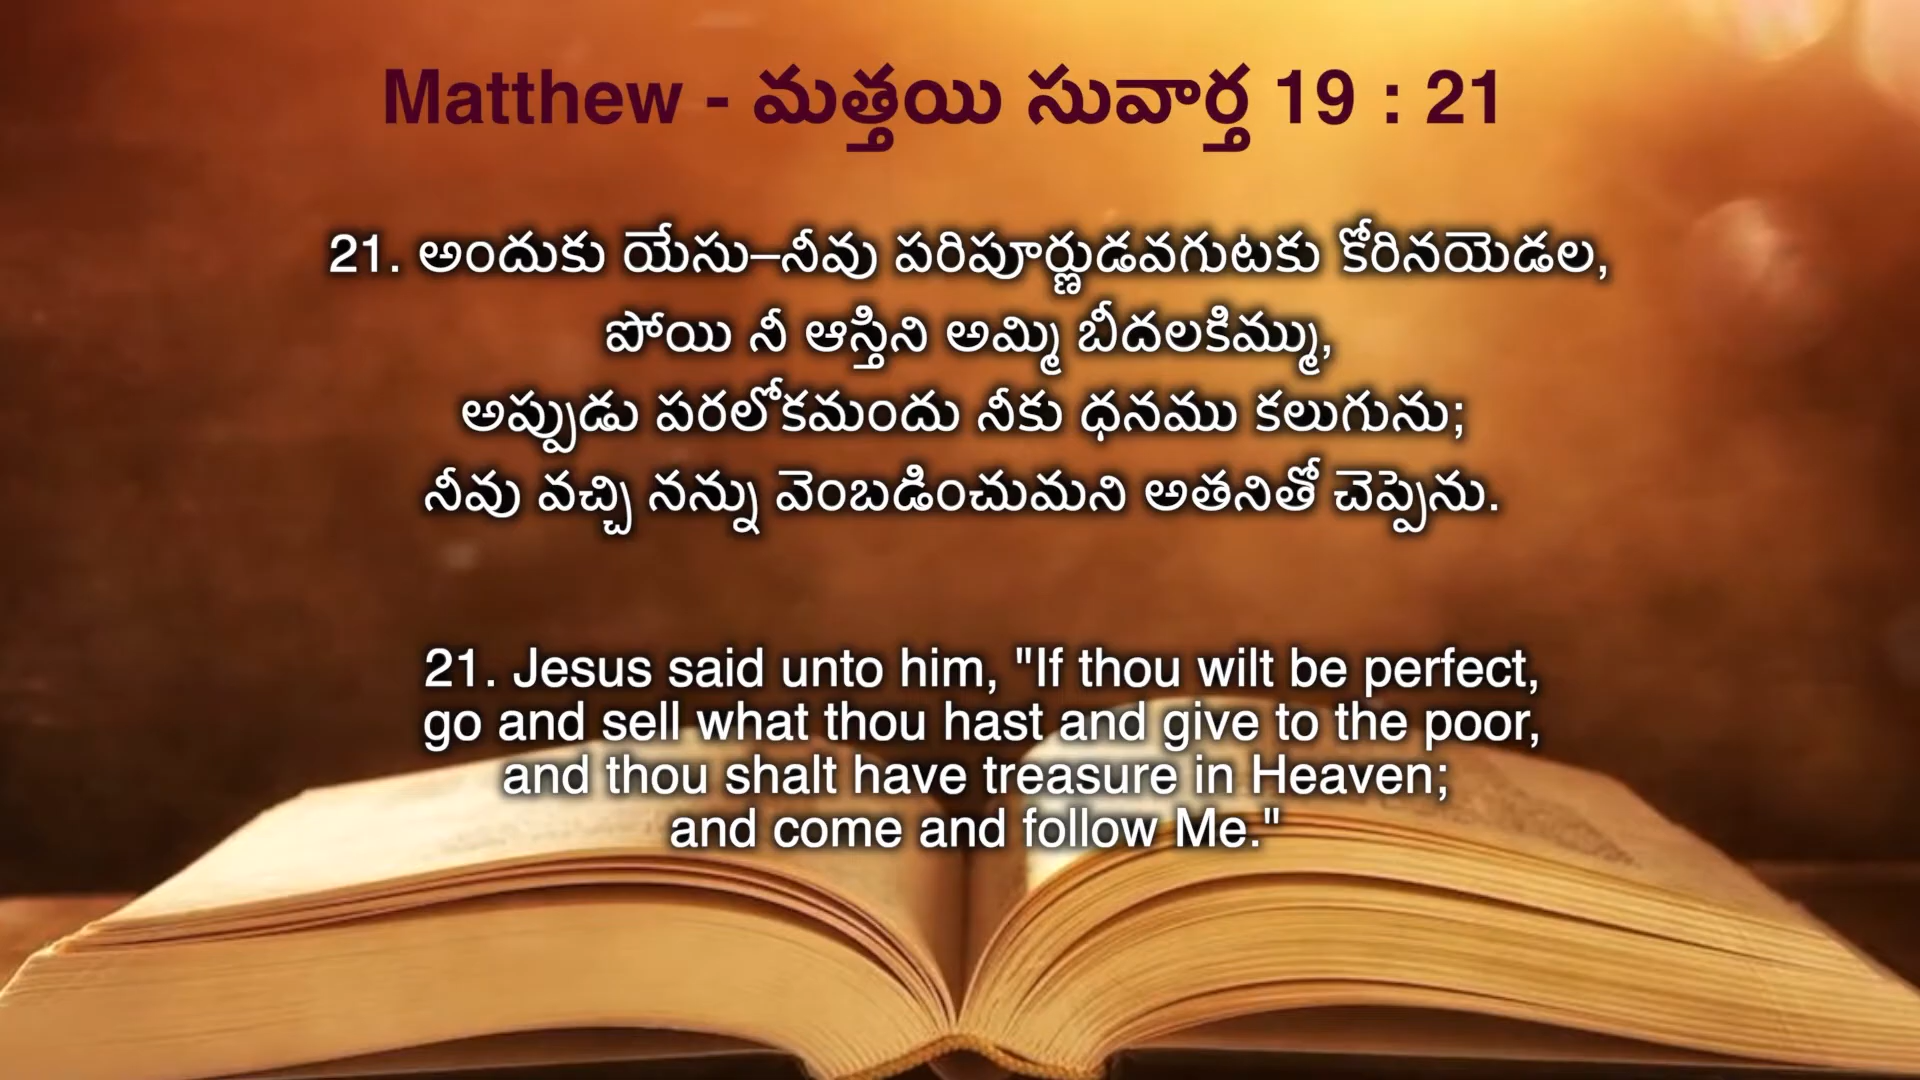 Matthew - మత్తయి సువార్త 19 : 21
21. అందుకు యేసు–నీవు పరిపూర్ణుడవగుటకు కోరినయెడల,
పోయి నీ ఆస్తిని అమ్మి బీదలకిమ్ము,
అప్పుడు పరలోకమందు నీకు ధనము కలుగును;
నీవు వచ్చి నన్ను వెంబడించుమని అతనితో చెప్పెను.
21. Jesus said unto him, "If thou wilt be perfect,
go and sell what thou hast and give to the poor,
and thou shalt have treasure in Heaven;
and come and follow Me."